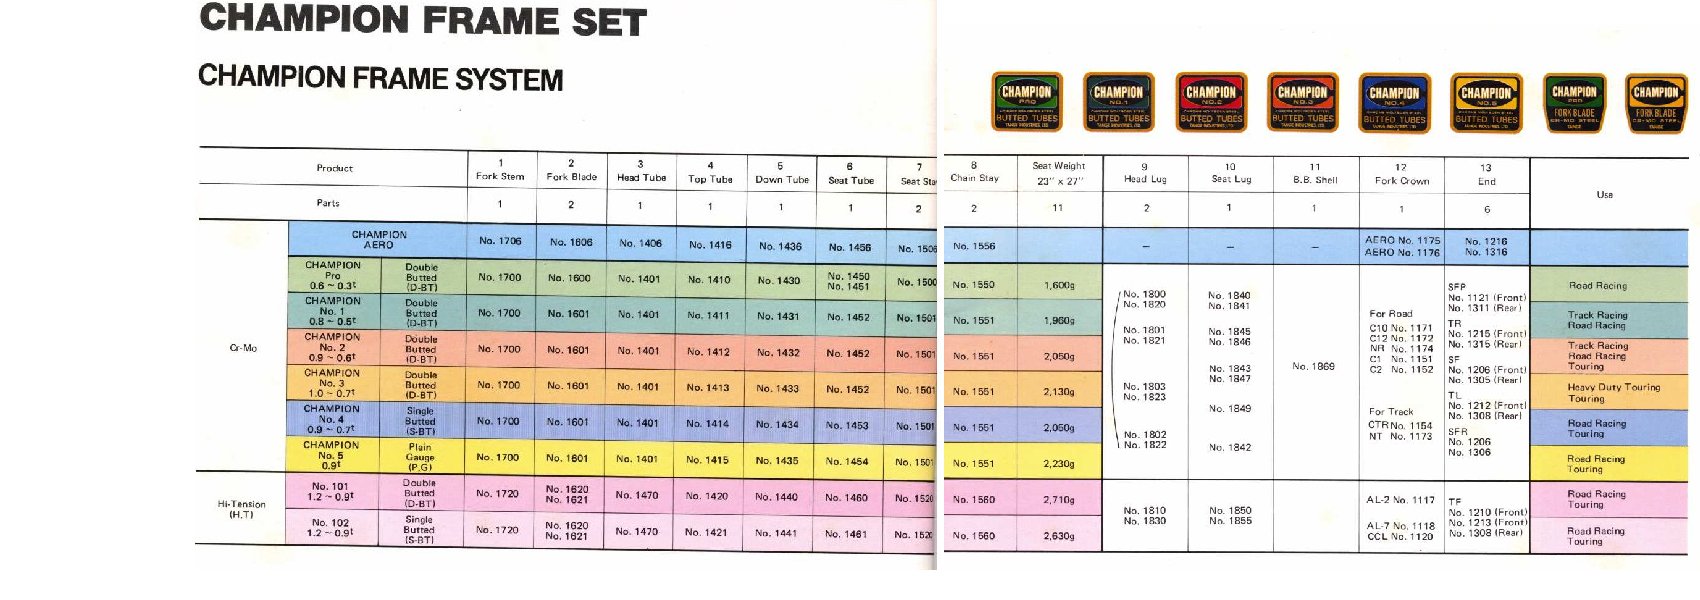 CHAMPION FRAME SET
CHAMPION FRAME SYSTEM
CHAMPION PRO BUTTED TUBES
CHAMPION NO.1 BUTTED TUBES
CHAMPION NO.2 BUTTED TUBES
CHAMPION NO.3 BUTTED TUBES
CHAMPION NO.4 BUTTED TUBES
CHAMPION NO.5 BUTTED TUBES
CHAMPION PRO FORK BLADE CR-MO STEEL TANGE
CHAMPION FORK BLADE CR-MO STEEL TANGE
Product 1 Fork Stem 2 Fork Blade 3 Head Tube 4 Top Tube 5 Down Tube 6 Seat Tube 7 Seat Sta 8 Chain Stay Seat Weight 23" x 27" 9 Head Lug 10 Seat Lug 11 B.B. Shell 12 Fork Crown 13 End Use
Parts 1 2 1 1 1 1 2 2 11 2 1 1 1 6
CHAMPION AERO No. 1706 No. 1606 No. 1406 No. 1416 No. 1436 No. 1456 No. 1506 No. 1556 – – – AERO No. 1175 AERO No. 1176 No. 1216 No. 1316
Cr-Mo
CHAMPION Pro 0.6 ~ 0.3t Double Butted (D-BT) No. 1700 No. 1600 No. 1401 No. 1410 No. 1430 No. 1450 No. 1451 No. 1500 No. 1550 1,600g Road Racing
CHAMPION No. 1 0.8 ~ 0.5t Double Butted (D-BT) No. 1700 No. 1601 No. 1401 No. 1411 No. 1431 No. 1452 No. 1501 No. 1551 1,960g Track Racing Road Racing
CHAMPION No. 2 0.9 ~ 0.6t Double Butted (D-BT) No. 1700 No. 1601 No. 1401 No. 1412 No. 1432 No. 1452 No. 1501 No. 1551 2,050g Track Racing Road Racing Touring
CHAMPION No. 3 1.0 ~ 0.7t Double Butted (D-BT) No. 1700 No. 1601 No. 1401 No. 1413 No. 1433 No. 1452 No. 1501 No. 1551 2,130g Heavy Duty Touring Touring
CHAMPION No. 4 0.9 ~ 0.7t Single Butted (S-BT) No. 1700 No. 1601 No. 1401 No. 1414 No. 1434 No. 1453 No. 1501 No. 1551 2,050g Road Racing Touring
CHAMPION No. 5 0.9t Plain Gauge (P.G) No. 1700 No. 1601 No. 1401 No. 1415 No. 1435 No. 1454 No. 1501 No. 1551 2,230g Road Racing Touring
No. 1800
No. 1820
No. 1801
No. 1821
No. 1803
No. 1823
No. 1802
No. 1822
No. 1840
No. 1841
No. 1845
No. 1846
No. 1843
No. 1847
No. 1849
No. 1842
No. 1869
For Road
C10 No. 1171
C12 No. 1172
NR No. 1174
C1 No. 1151
C2 No. 1152
For Track
CTR No. 1154
NT No. 1173
SFP
No. 1121 (Front)
No. 1311 (Rear)
TR
No. 1215 (Front)
No. 1315 (Rear)
SF
No. 1206 (Front)
No. 1305 (Rear)
TL
No. 1212 (Front)
No. 1308 (Rear)
SFR
No. 1206
No. 1306
Hi-Tension (H.T)
No. 101 1.2 ~ 0.9t Double Butted (D-BT) No. 1720 No. 1620 No. 1621 No. 1470 No. 1420 No. 1440 No. 1460 No. 1520 No. 1560 2,710g Road Racing Touring
No. 102 1.2 ~ 0.9t Single Butted (S-BT) No. 1720 No. 1620 No. 1621 No. 1470 No. 1421 No. 1441 No. 1461 No. 1520 No. 1560 2,630g Road Racing Touring
No. 1810
No. 1830
No. 1850
No. 1855
AL-2 No. 1117
AL-7 No. 1118
CCL No. 1120
TF
No. 1210 (Front)
No. 1213 (Front)
No. 1308 (Rear)